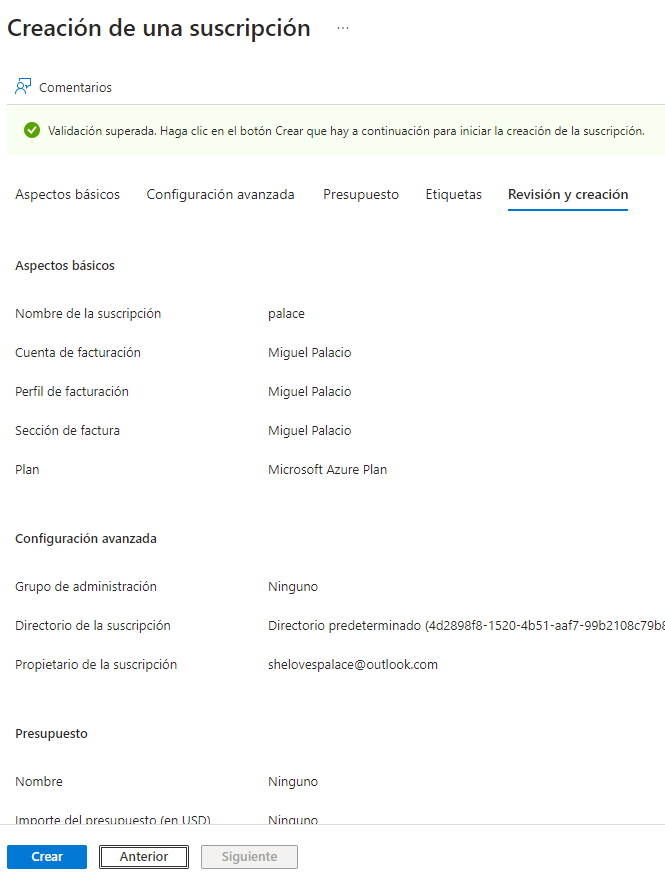 Creación de una suscripción ...
Comentarios
Validación superada. Haga clic en el botón Crear que hay a continuación para iniciar la creación de la suscripción.
Aspectos básicos Configuración avanzada Presupuesto Etiquetas Revisión y creación
Aspectos básicos
Nombre de la suscripción palace
Cuenta de facturación Miguel Palacio
Perfil de facturación Miguel Palacio
Sección de factura Miguel Palacio
Plan Microsoft Azure Plan
Configuración avanzada
Grupo de administración Ninguno
Directorio de la suscripción Directorio predeterminado (4d2898f8-1520-4b51-aaf7-99b2108c79b8
Propietario de la suscripción shelovespalace@outlook.com
Presupuesto
Nombre Ninguno
Importe del presupuesto (en USD) Ninguno
Crear Anterior Siguiente